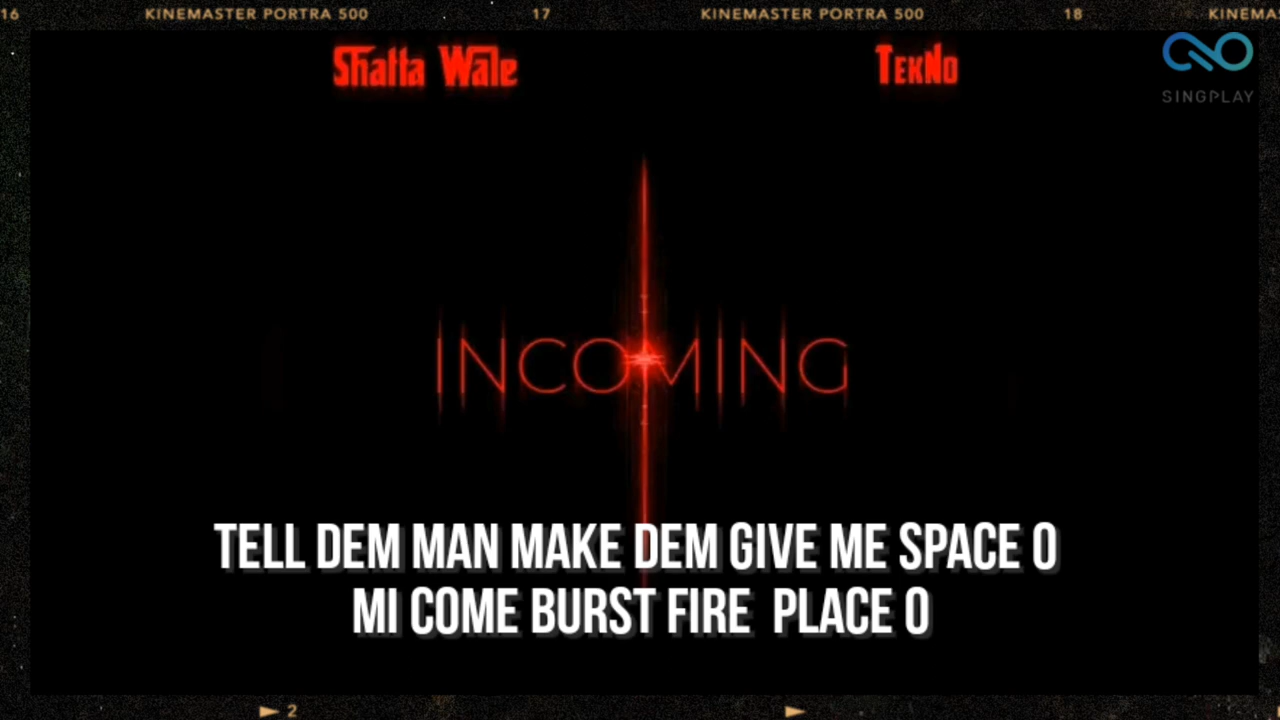 16 KINEMASTER PORTRA 500 17 KINEMASTER PORTRA 500 18 KINEMAS
Shatta Wale TEKNO
SINGPLAY
INCOMING
TELL DEM MAN MAKE DEM GIVE ME SPACE O
MI COME BURST FIRE PLACE O
2